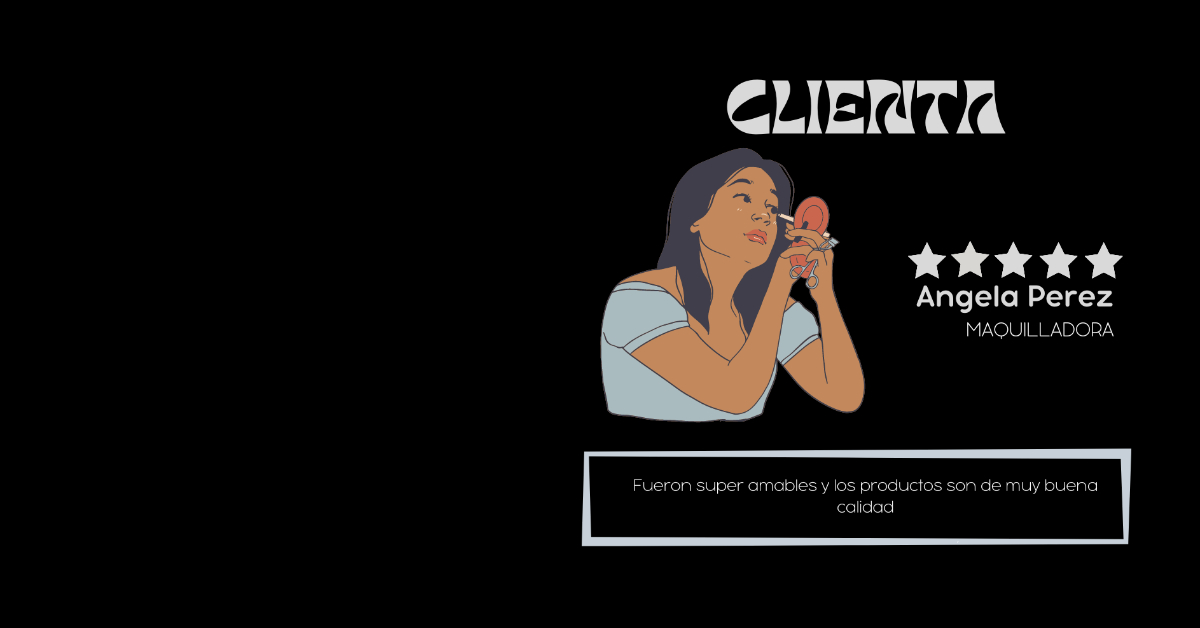 CLIENTA
Angela Perez
MAQUILLADORA
Fueron super amables y los productos son de muy buena
calidad